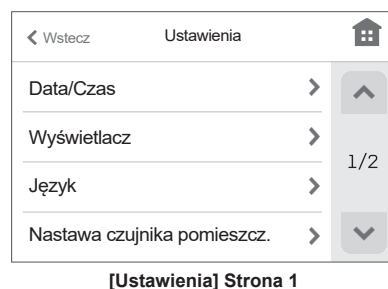 Wstecz Ustawienia
Data/Czas
Wyświetlacz
1/2
Język
Nastawa czujnika pomieszcz.
[Ustawienia] Strona 1